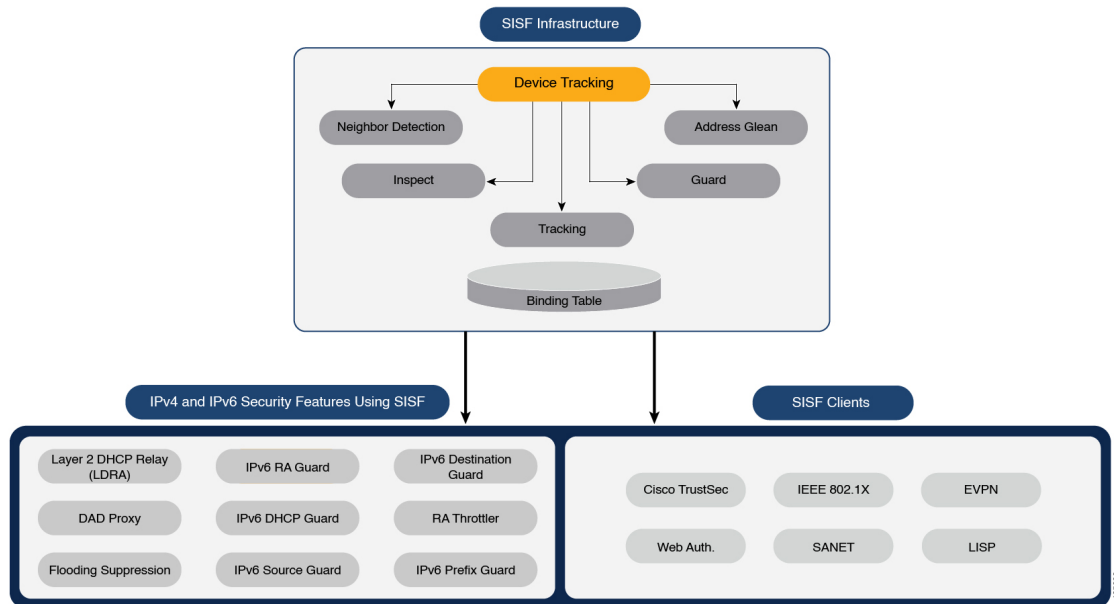 SISF Infrastructure
Device Tracking
Neighbor Detection
Address Glean
Inspect
Guard
Tracking
Binding Table
IPv4 and IPv6 Security Features Using SISF
SISF Clients
Layer 2 DHCP Relay
(LDRA)
IPv6 RA Guard
IPv6 Destination
Guard
DAD Proxy
IPv6 DHCP Guard
RA Throttler
Flooding Suppression
IPv6 Source Guard
IPv6 Prefix Guard
Cisco TrustSec
IEEE 802.1X
EVPN
Web Auth.
SANET
LISP